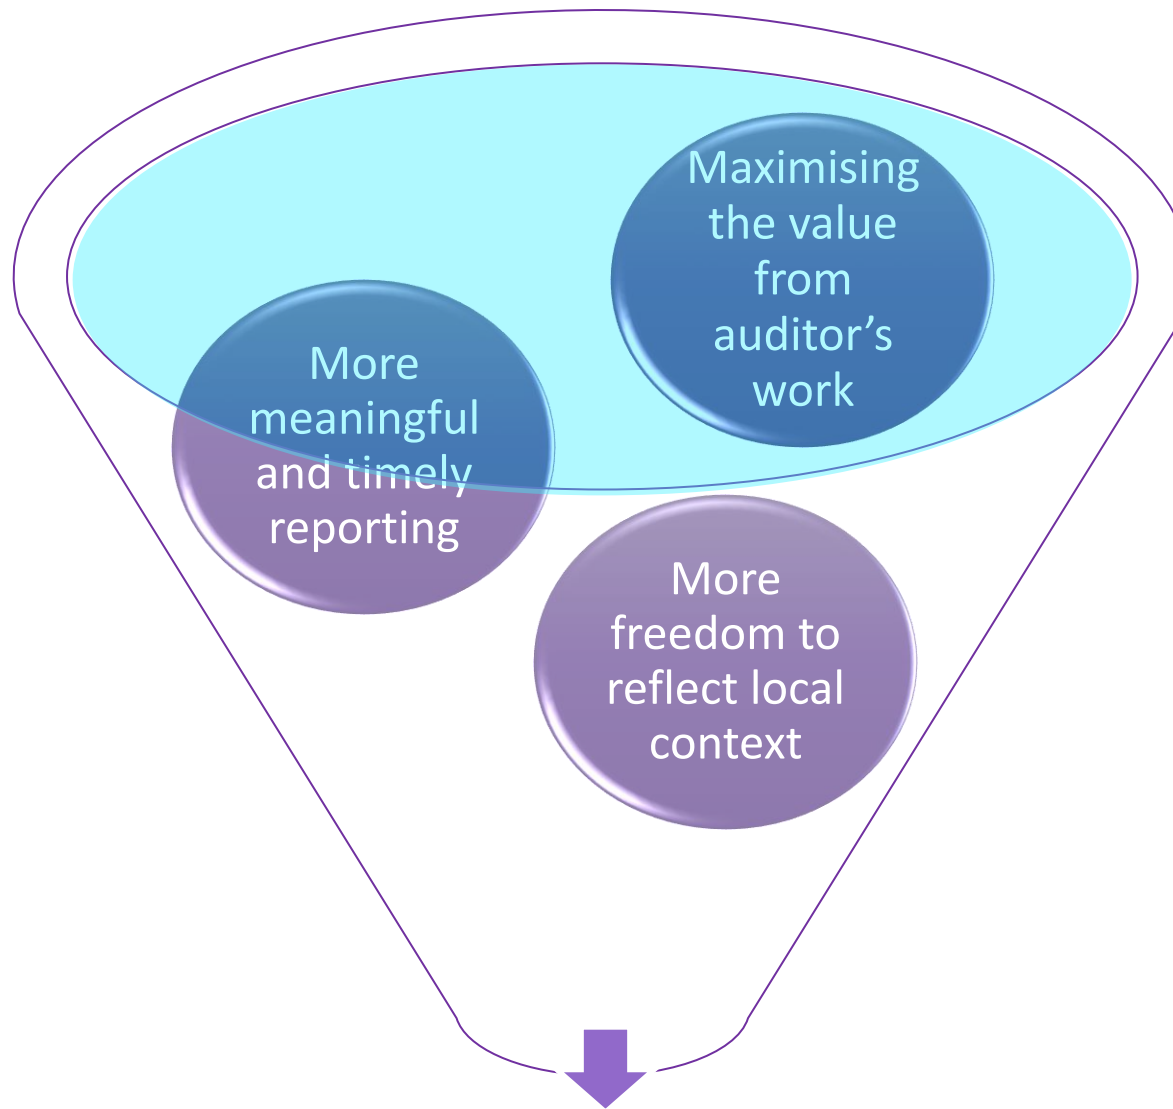 Maximising
the value
from
auditor’s
work
More
meaningful
and timely
reporting
More
freedom to
reflect local
context